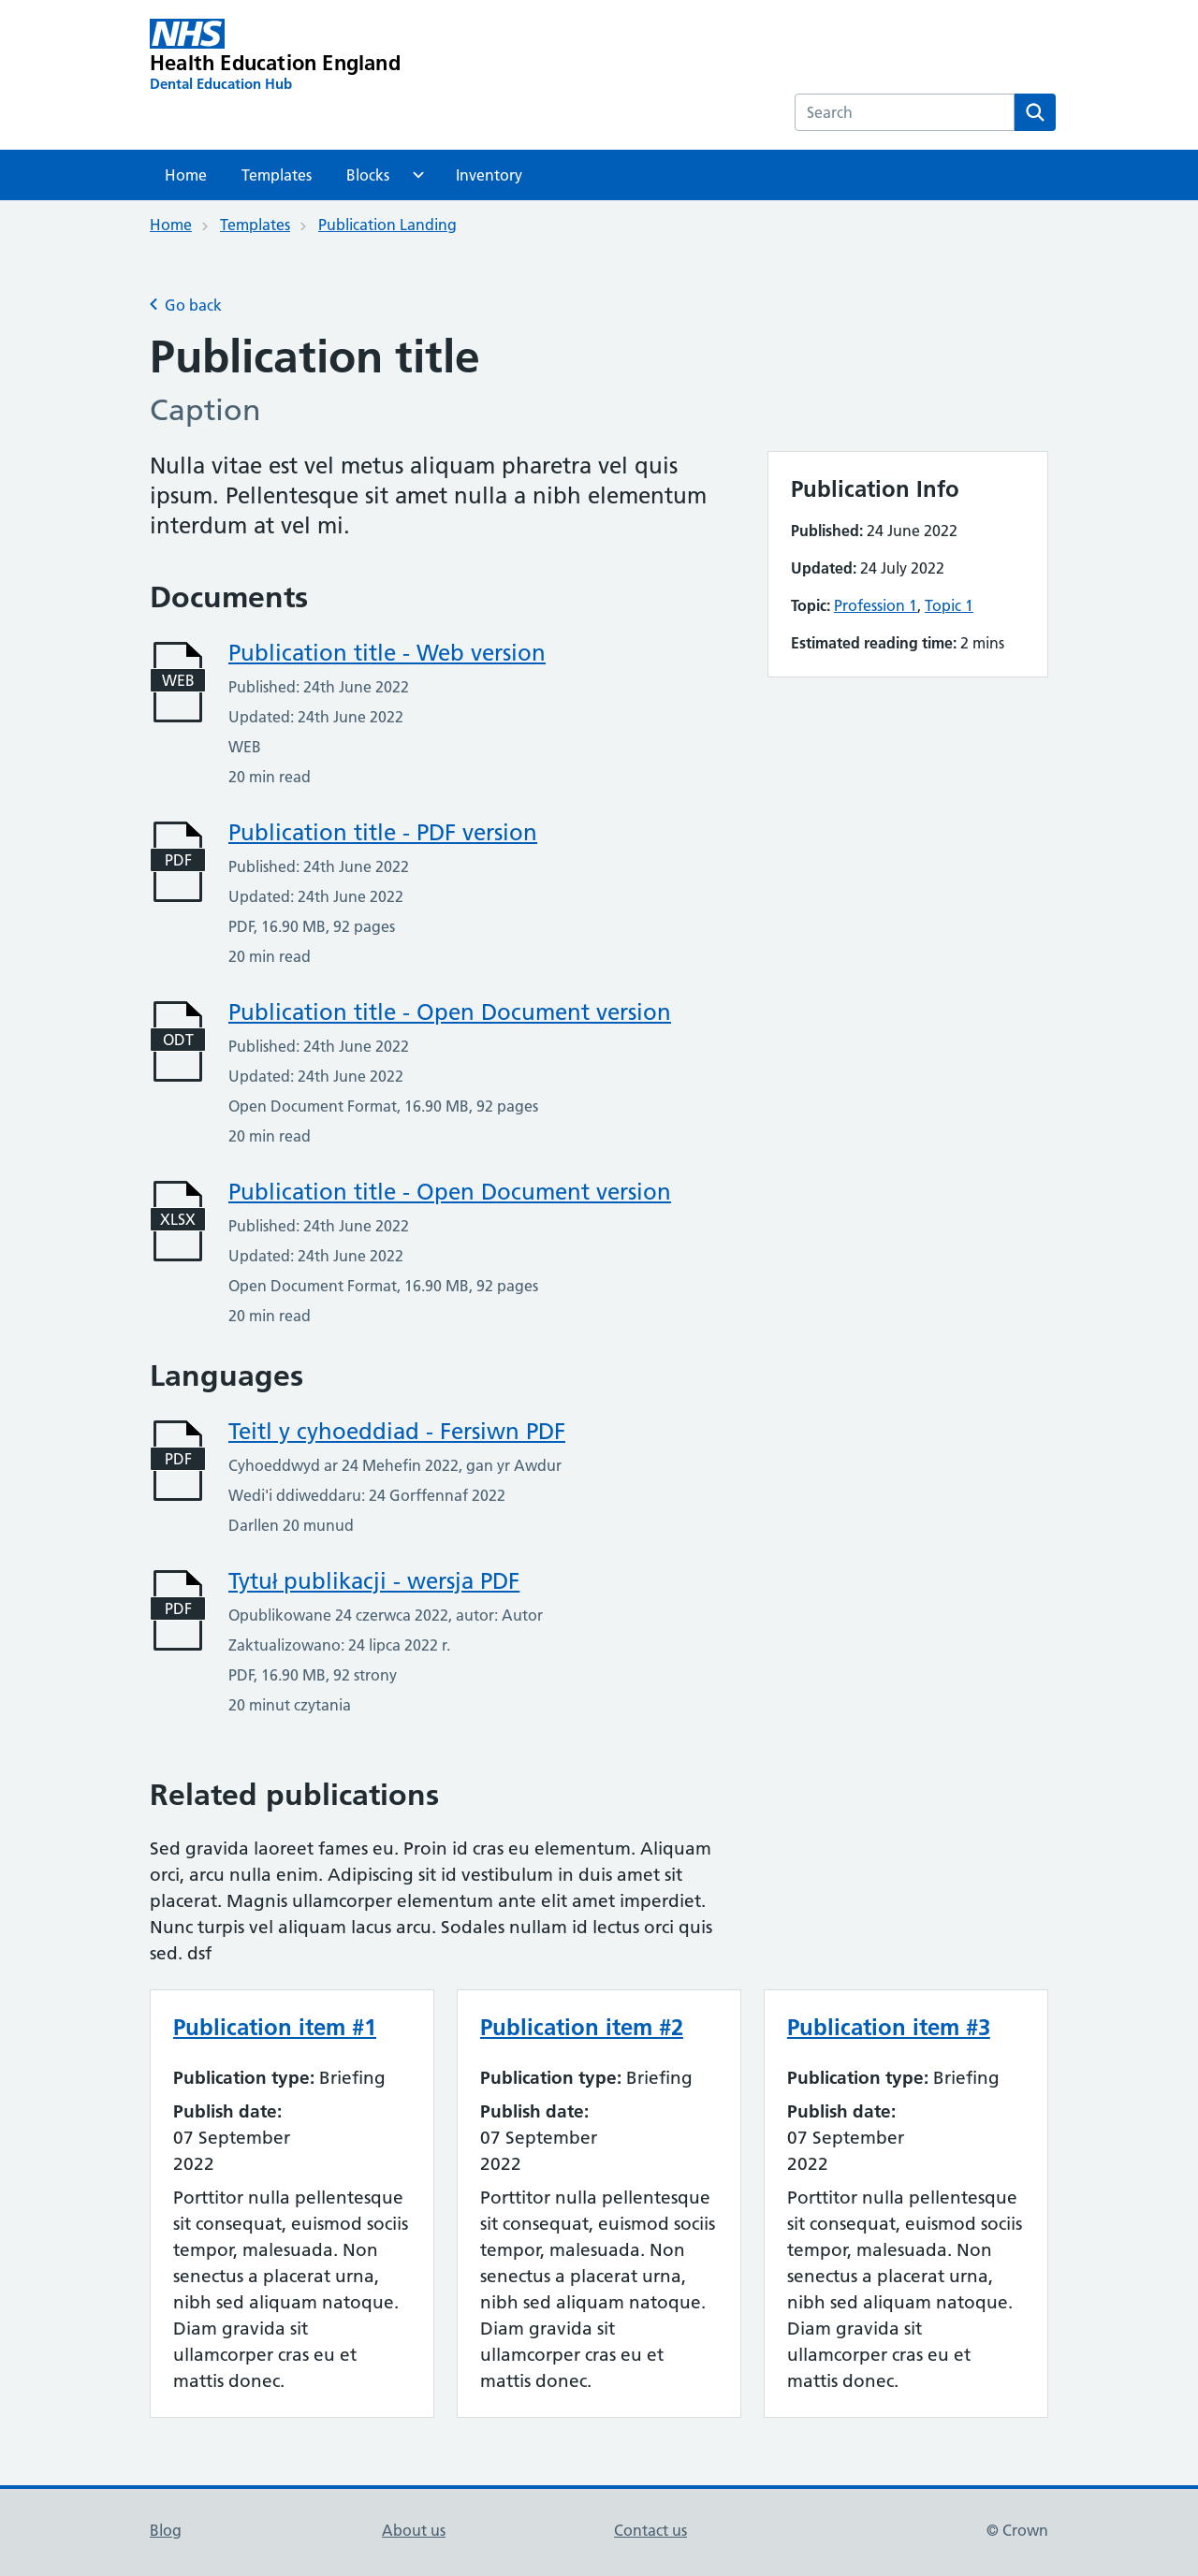 NHS
Health Education England
Dental Education Hub
Search
Home
Templates
Blocks
Inventory
Home
Templates
Publication Landing
Go back
Publication title
Caption
Nulla vitae est vel metus aliquam pharetra vel quis
ipsum. Pellentesque sit amet nulla a nibh elementum
interdum at vel mi.
Publication Info
Published: 24 June 2022
Updated: 24 July 2022
Topic: Profession 1, Topic 1
Estimated reading time: 2 mins
Documents
WEB
Publication title - Web version
Published: 24th June 2022
Updated: 24th June 2022
WEB
20 min read
PDF
Publication title - PDF version
Published: 24th June 2022
Updated: 24th June 2022
PDF, 16.90 MB, 92 pages
20 min read
ODT
Publication title - Open Document version
Published: 24th June 2022
Updated: 24th June 2022
Open Document Format, 16.90 MB, 92 pages
20 min read
XLSX
Publication title - Open Document version
Published: 24th June 2022
Updated: 24th June 2022
Open Document Format, 16.90 MB, 92 pages
20 min read
Languages
PDF
Teitl y cyhoeddiad - Fersiwn PDF
Cyhoeddwyd ar 24 Mehefin 2022, gan yr Awdur
Wedi'i ddiweddaru: 24 Gorffennaf 2022
Darllen 20 munud
PDF
Tytuł publikacji - wersja PDF
Opublikowane 24 czerwca 2022, autor: Autor
Zaktualizowano: 24 lipca 2022 r.
PDF, 16.90 MB, 92 strony
20 minut czytania
Related publications
Sed gravida laoreet fames eu. Proin id cras eu elementum. Aliquam
orci, arcu nulla enim. Adipiscing sit id vestibulum in duis amet sit
placerat. Magnis ullamcorper elementum ante elit amet imperdiet.
Nunc turpis vel aliquam lacus arcu. Sodales nullam id lectus orci quis
sed. dsf
Publication item #1
Publication type: Briefing
Publish date:
07 September
2022
Porttitor nulla pellentesque
sit consequat, euismod sociis
tempor, malesuada. Non
senectus a placerat urna,
nibh sed aliquam natoque.
Diam gravida sit
ullamcorper cras eu et
mattis donec.
Publication item #2
Publication type: Briefing
Publish date:
07 September
2022
Porttitor nulla pellentesque
sit consequat, euismod sociis
tempor, malesuada. Non
senectus a placerat urna,
nibh sed aliquam natoque.
Diam gravida sit
ullamcorper cras eu et
mattis donec.
Publication item #3
Publication type: Briefing
Publish date:
07 September
2022
Porttitor nulla pellentesque
sit consequat, euismod sociis
tempor, malesuada. Non
senectus a placerat urna,
nibh sed aliquam natoque.
Diam gravida sit
ullamcorper cras eu et
mattis donec.
Blog
About us
Contact us
© Crown